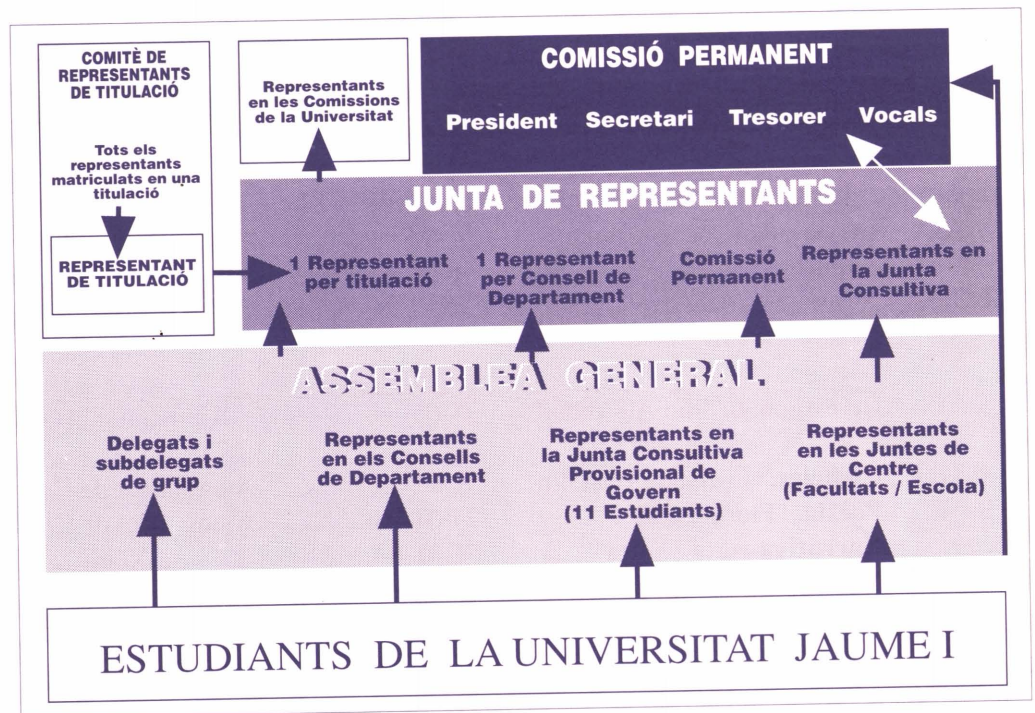 COMITÈ DE
REPRESENTANTS
DE TITULACIÓ
Tots els
representants
matriculats en una
titulació
REPRESENTANT
DE TITULACIÓ
Representants
en les Comissions
de la Universitat
COMISSIÓ PERMANENT
President Secretari Tresorer Vocals
JUNTA DE REPRESENTANTS
1 Representant
per titulació
1 Representant
per Consell de
Departament
Comissió
Permanent
Representants en
la Junta
Consultiva
ASSEMBLEA GENERAL
Delegats i
subdelegats
de grup
Representants
en els Consells
de Departament
Representants en
la Junta Consultiva
Provisional de
Govern
(11 Estudiants)
Representants
en les Juntes de
Centre
(Facultats / Escola)
ESTUDIANTS DE LA UNIVERSITAT JAUME I